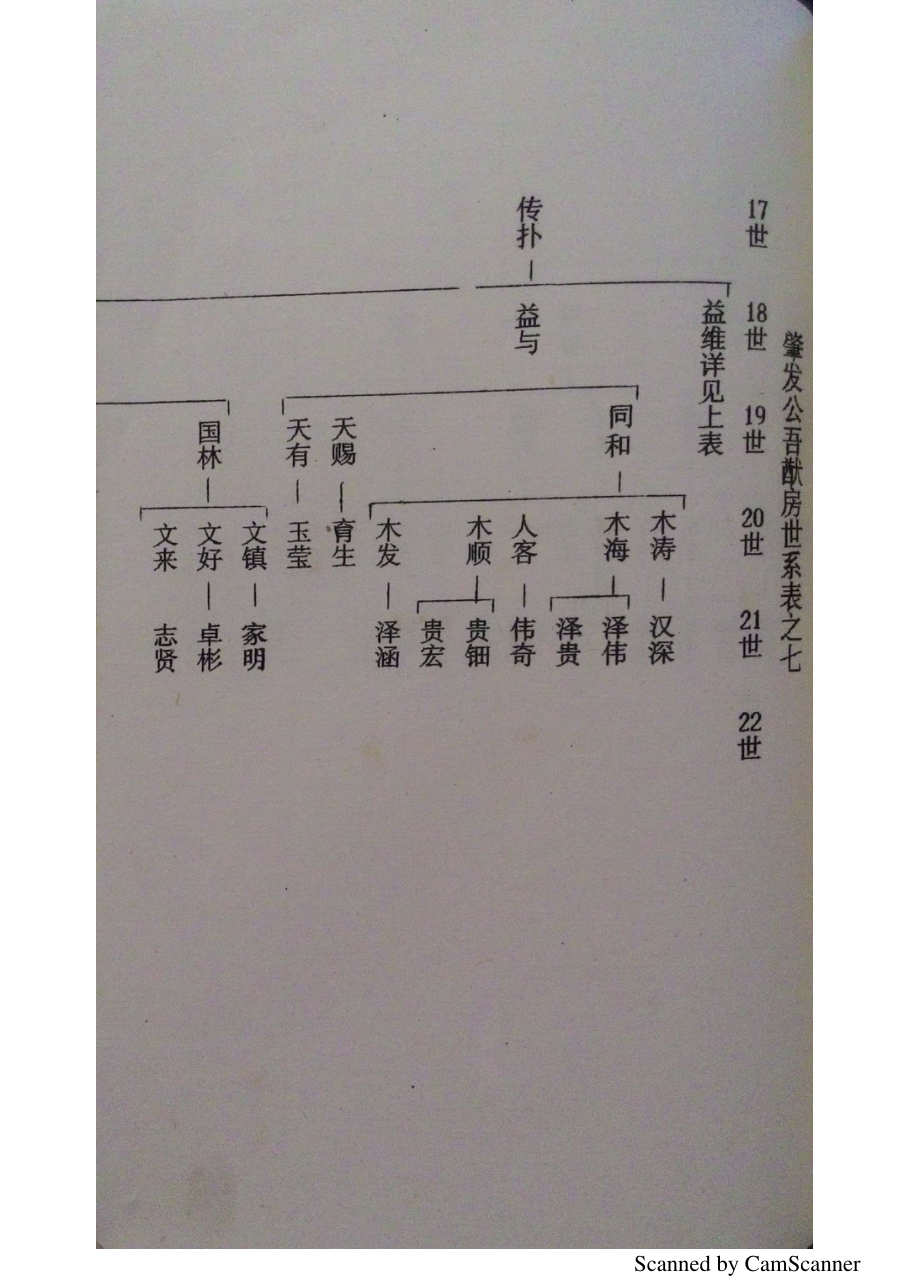 肇发公吾猷房世系表之七
17世
18世
19世
20世
21世
22世
传扑
益维详见上表
益与
同和
天赐
天有
国林
木涛
木海
人客
木顺
木发
育生
玉莹
文镇
文好
文来
汉深
泽伟
泽贵
伟奇
贵钿
贵宏
泽涵
家明
卓彬
志贤
Scanned by CamScanner